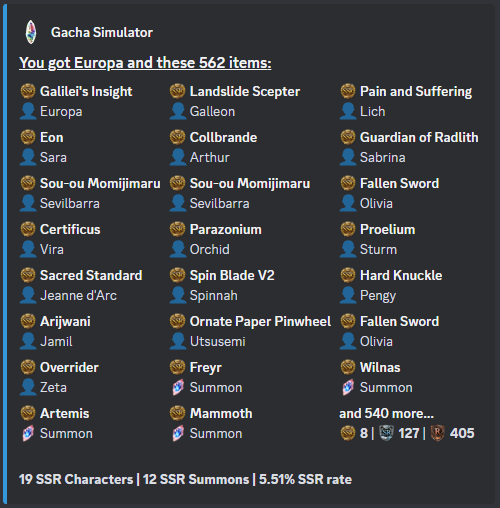 Gacha Simulator
You got Europa and these 562 items:
Galilei's Insight Landslide Scepter Pain and Suffering
Europa Galleon Lich
Eon Collbrande Guardian of Radlith
Sara Arthur Sabrina
Sou-ou Momijimaru Sou-ou Momijimaru Fallen Sword
Sevilbarra Sevilbarra Olivia
Certificus Parazonium Proelium
Vira Orchid Sturm
Sacred Standard Spin Blade V2 Hard Knuckle
Jeanne d'Arc Spinnah Pengy
Arijwani Ornate Paper Pinwheel Fallen Sword
Jamil Utsusemi Olivia
Overrider Freyr Wilnas
Zeta Summon Summon
Artemis Mammoth and 540 more...
Summon Summon 8 | SR 127 | R 405
19 SSR Characters | 12 SSR Summons | 5.51% SSR rate